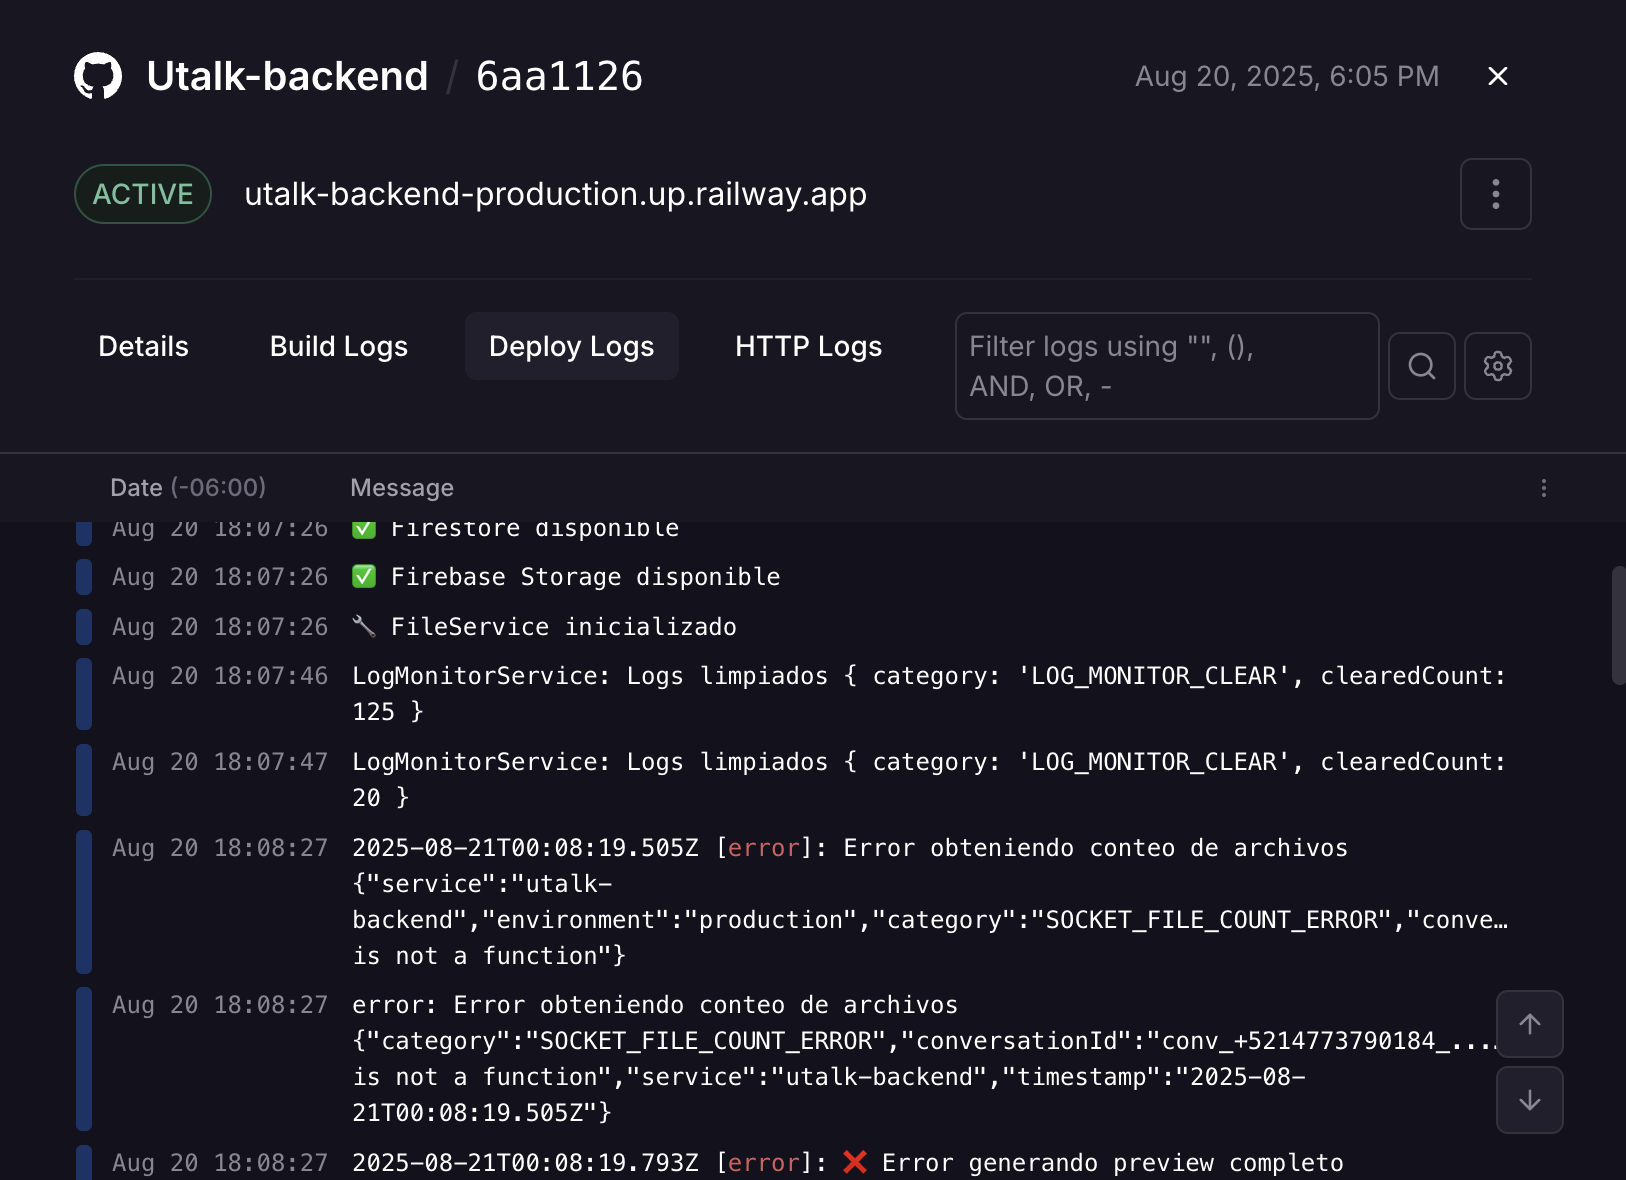 Utalk-backend / 6aa1126
Aug 20, 2025, 6:05 PM
ACTIVE
utalk-backend-production.up.railway.app
Details
Build Logs
Deploy Logs
HTTP Logs
Filter logs using "", (),
AND, OR, -
Date (-06:00)
Message
Aug 20 18:07:26 ✅ Firestore disponible
Aug 20 18:07:26 ✅ Firebase Storage disponible
Aug 20 18:07:26 🔧 FileService inicializado
Aug 20 18:07:46 LogMonitorService: Logs limpiados { category: 'LOG_MONITOR_CLEAR', clearedCount:
125 }
Aug 20 18:07:47 LogMonitorService: Logs limpiados { category: 'LOG_MONITOR_CLEAR', clearedCount:
20 }
Aug 20 18:08:27 2025-08-21T00:08:19.505Z [error]: Error obteniendo conteo de archivos
{"service":"utalk-
backend","environment":"production","category":"SOCKET_FILE_COUNT_ERROR","conve…
is not a function"}
Aug 20 18:08:27 error: Error obteniendo conteo de archivos
{"category":"SOCKET_FILE_COUNT_ERROR","conversationId":"conv_+5214773790184_....
is not a function","service":"utalk-backend","timestamp":"2025-08-
21T00:08:19.505Z"}
Aug 20 18:08:27 2025-08-21T00:08:19.793Z [error]: ❌ Error generando preview completo